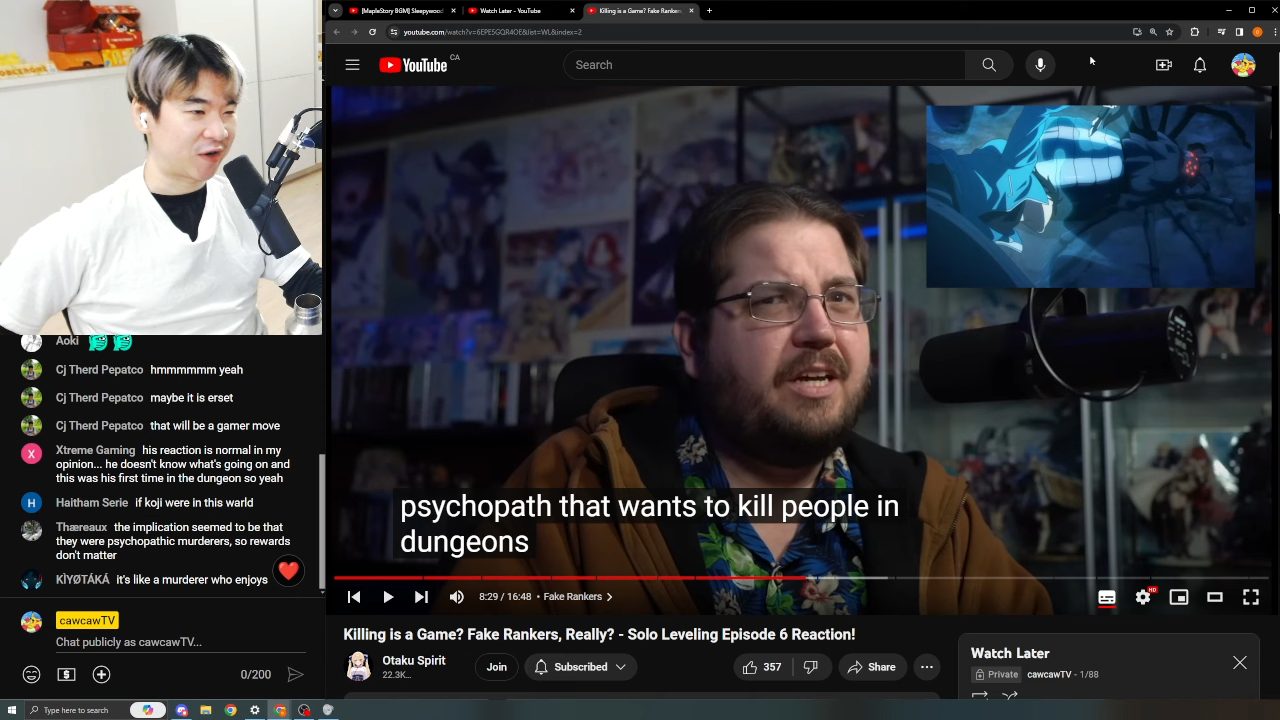 [MapleStory BGM] Sleepywood
Watch Later - YouTube
Killing is a Game? Fake Rankers,
youtube.com/watch?v=6EPE5GQR4OE&list=WL&index=2
YouTube CA
Search
psychopath that wants to kill people in
dungeons
8:29 / 16:48 • Fake Rankers
HD
Killing is a Game? Fake Rankers, Really? - Solo Leveling Episode 6 Reaction!
Otaku Spirit
22.3K...
Join
Subscribed
357
Share
Watch Later
Private cawcawTV - 1/88
Aoki
Cj Therd Pepatco hmmmmmm yeah
Cj Therd Pepatco maybe it is erset
Cj Therd Pepatco that will be a gamer move
X
Xtreme Gaming his reaction is normal in my
opinion... he doesn't know what's going on and
this was his first time in the dungeon so yeah
H
Haitham Serie if koji were in this warld
Thæreaux the implication seemed to be that
they were psychopathic murderers, so rewards
don't matter
KÌYØTÁKÁ it's like a murderer who enjoys
cawcawTV
Chat publicly as cawcawTV...
0/200
Type here to search